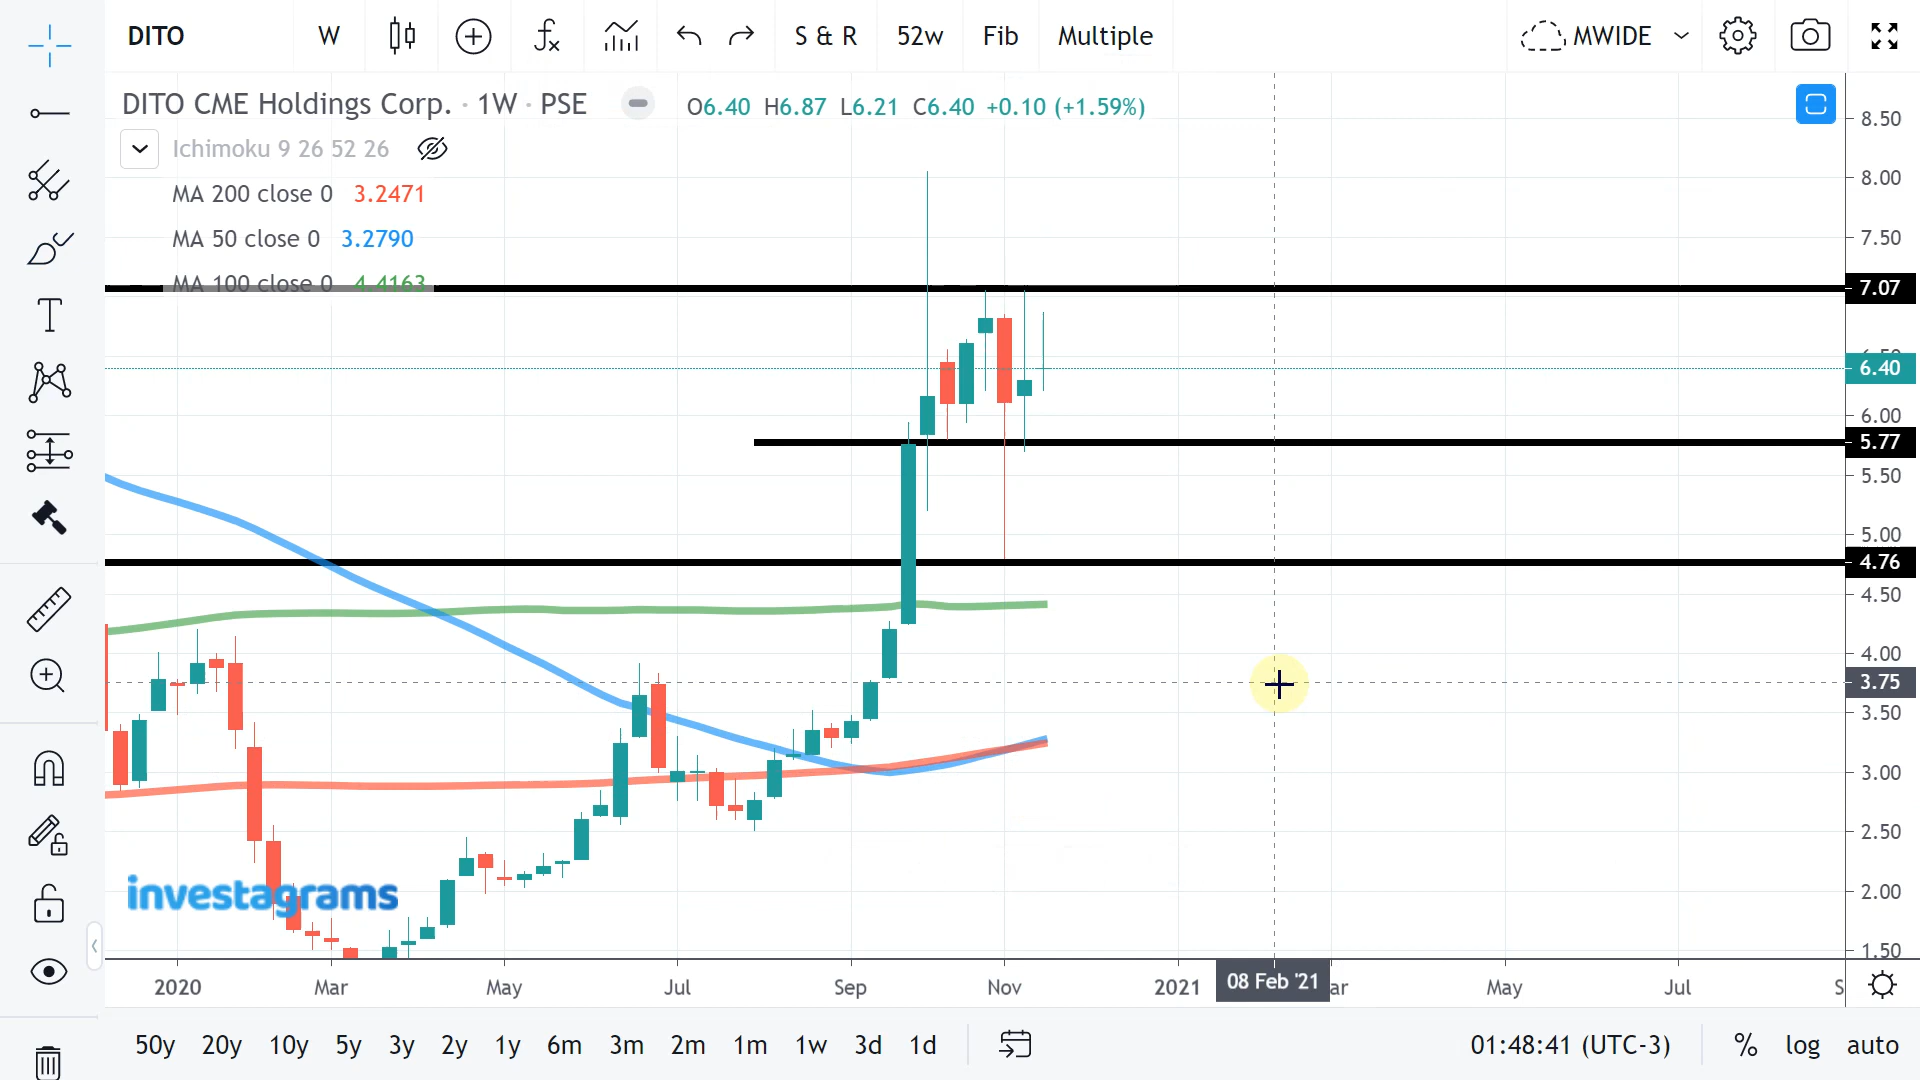 DITO W S & R 52w Fib Multiple MWIDE
DITO CME Holdings Corp. · 1W · PSE O6.40 H6.87 L6.21 C6.40 +0.10 (+1.59%)
Ichimoku 9 26 52 26
MA 200 close 0 3.2471
MA 50 close 0 3.2790
MA 100 close 0 4.4163
8.50
8.00
7.50
7.07
6.40
6.00
5.77
5.50
5.00
4.76
4.50
4.00
3.75
3.50
3.00
2.50
2.00
1.50
investagrams
2020 Mar May Jul Sep Nov 2021 08 Feb '21 ar May Jul S
50y 20y 10y 5y 3y 2y 1y 6m 3m 2m 1m 1w 3d 1d 01:48:41 (UTC-3) % log auto